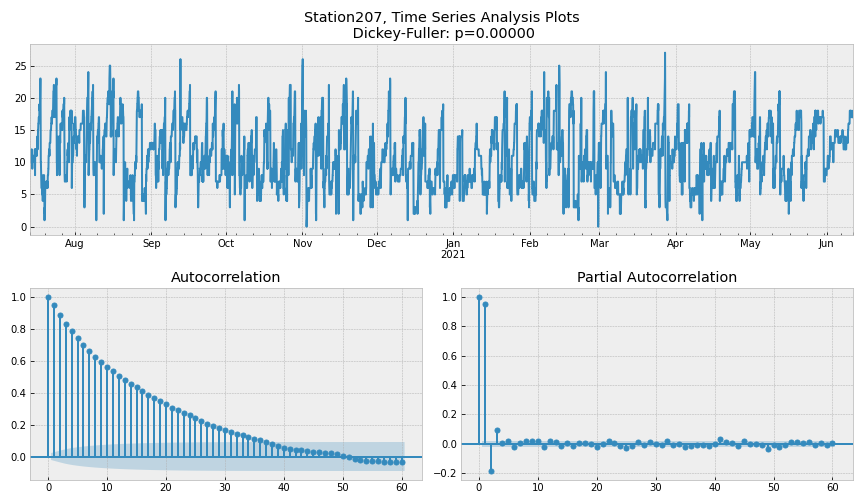 Station207, Time Series Analysis Plots
Dickey-Fuller: p=0.00000
25
20
15
10
5
0
Aug Sep Oct Nov Dec Jan Feb Mar Apr May Jun
2021
Autocorrelation
1.0
0.8
0.6
0.4
0.2
0.0
0 10 20 30 40 50 60
Partial Autocorrelation
1.0
0.8
0.6
0.4
0.2
0.0
−0.2
0 10 20 30 40 50 60